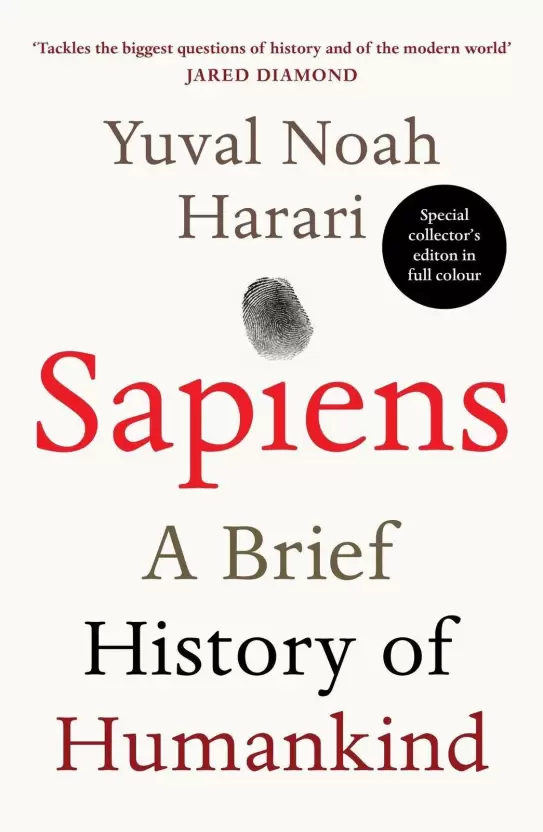 ‘Tackles the biggest questions of history and of the modern world’
JARED DIAMOND
Yuval Noah
Harari
Special
collector’s
editon in
full colour
Sapiens
A Brief
History of
Humankind